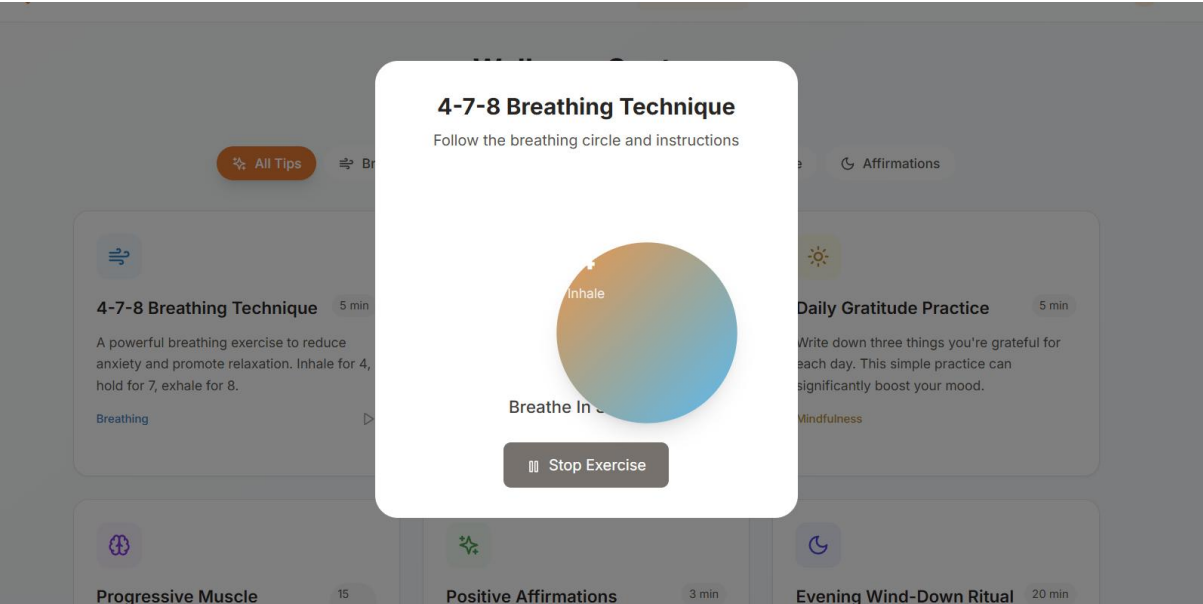 4-7-8 Breathing Technique
Follow the breathing circle and instructions
All Tips
Affirmations
Inhale
Breathe In
Stop Exercise
4-7-8 Breathing Technique
5 min
A powerful breathing exercise to reduce
anxiety and promote relaxation. Inhale for 4,
hold for 7, exhale for 8.
Breathing
Daily Gratitude Practice
5 min
Write down three things you're grateful for
each day. This simple practice can
significantly boost your mood.
Mindfulness
Progressive Muscle
15
Positive Affirmations
3 min
Evening Wind-Down Ritual
20 min